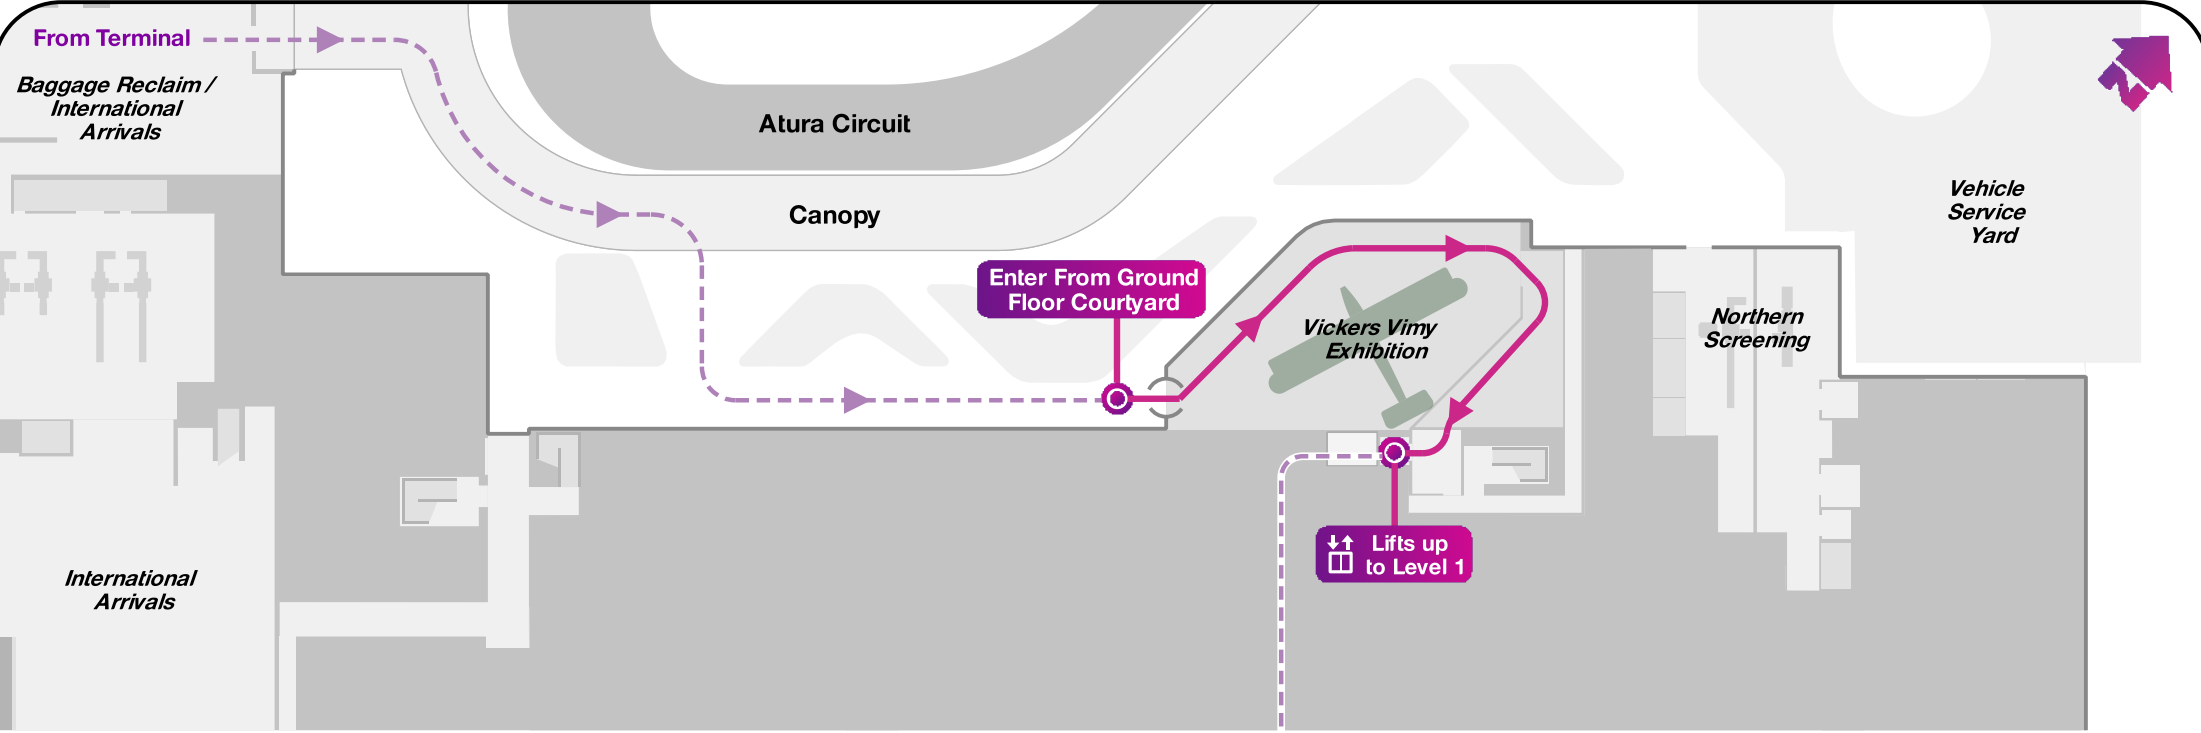 From Terminal
Baggage Reclaim /
International
Arrivals
Atura Circuit
Canopy
Enter From Ground
Floor Courtyard
Vickers Vimy
Exhibition
Northern
Screening
Vehicle
Service
Yard
N
International
Arrivals
Lifts up
to Level 1